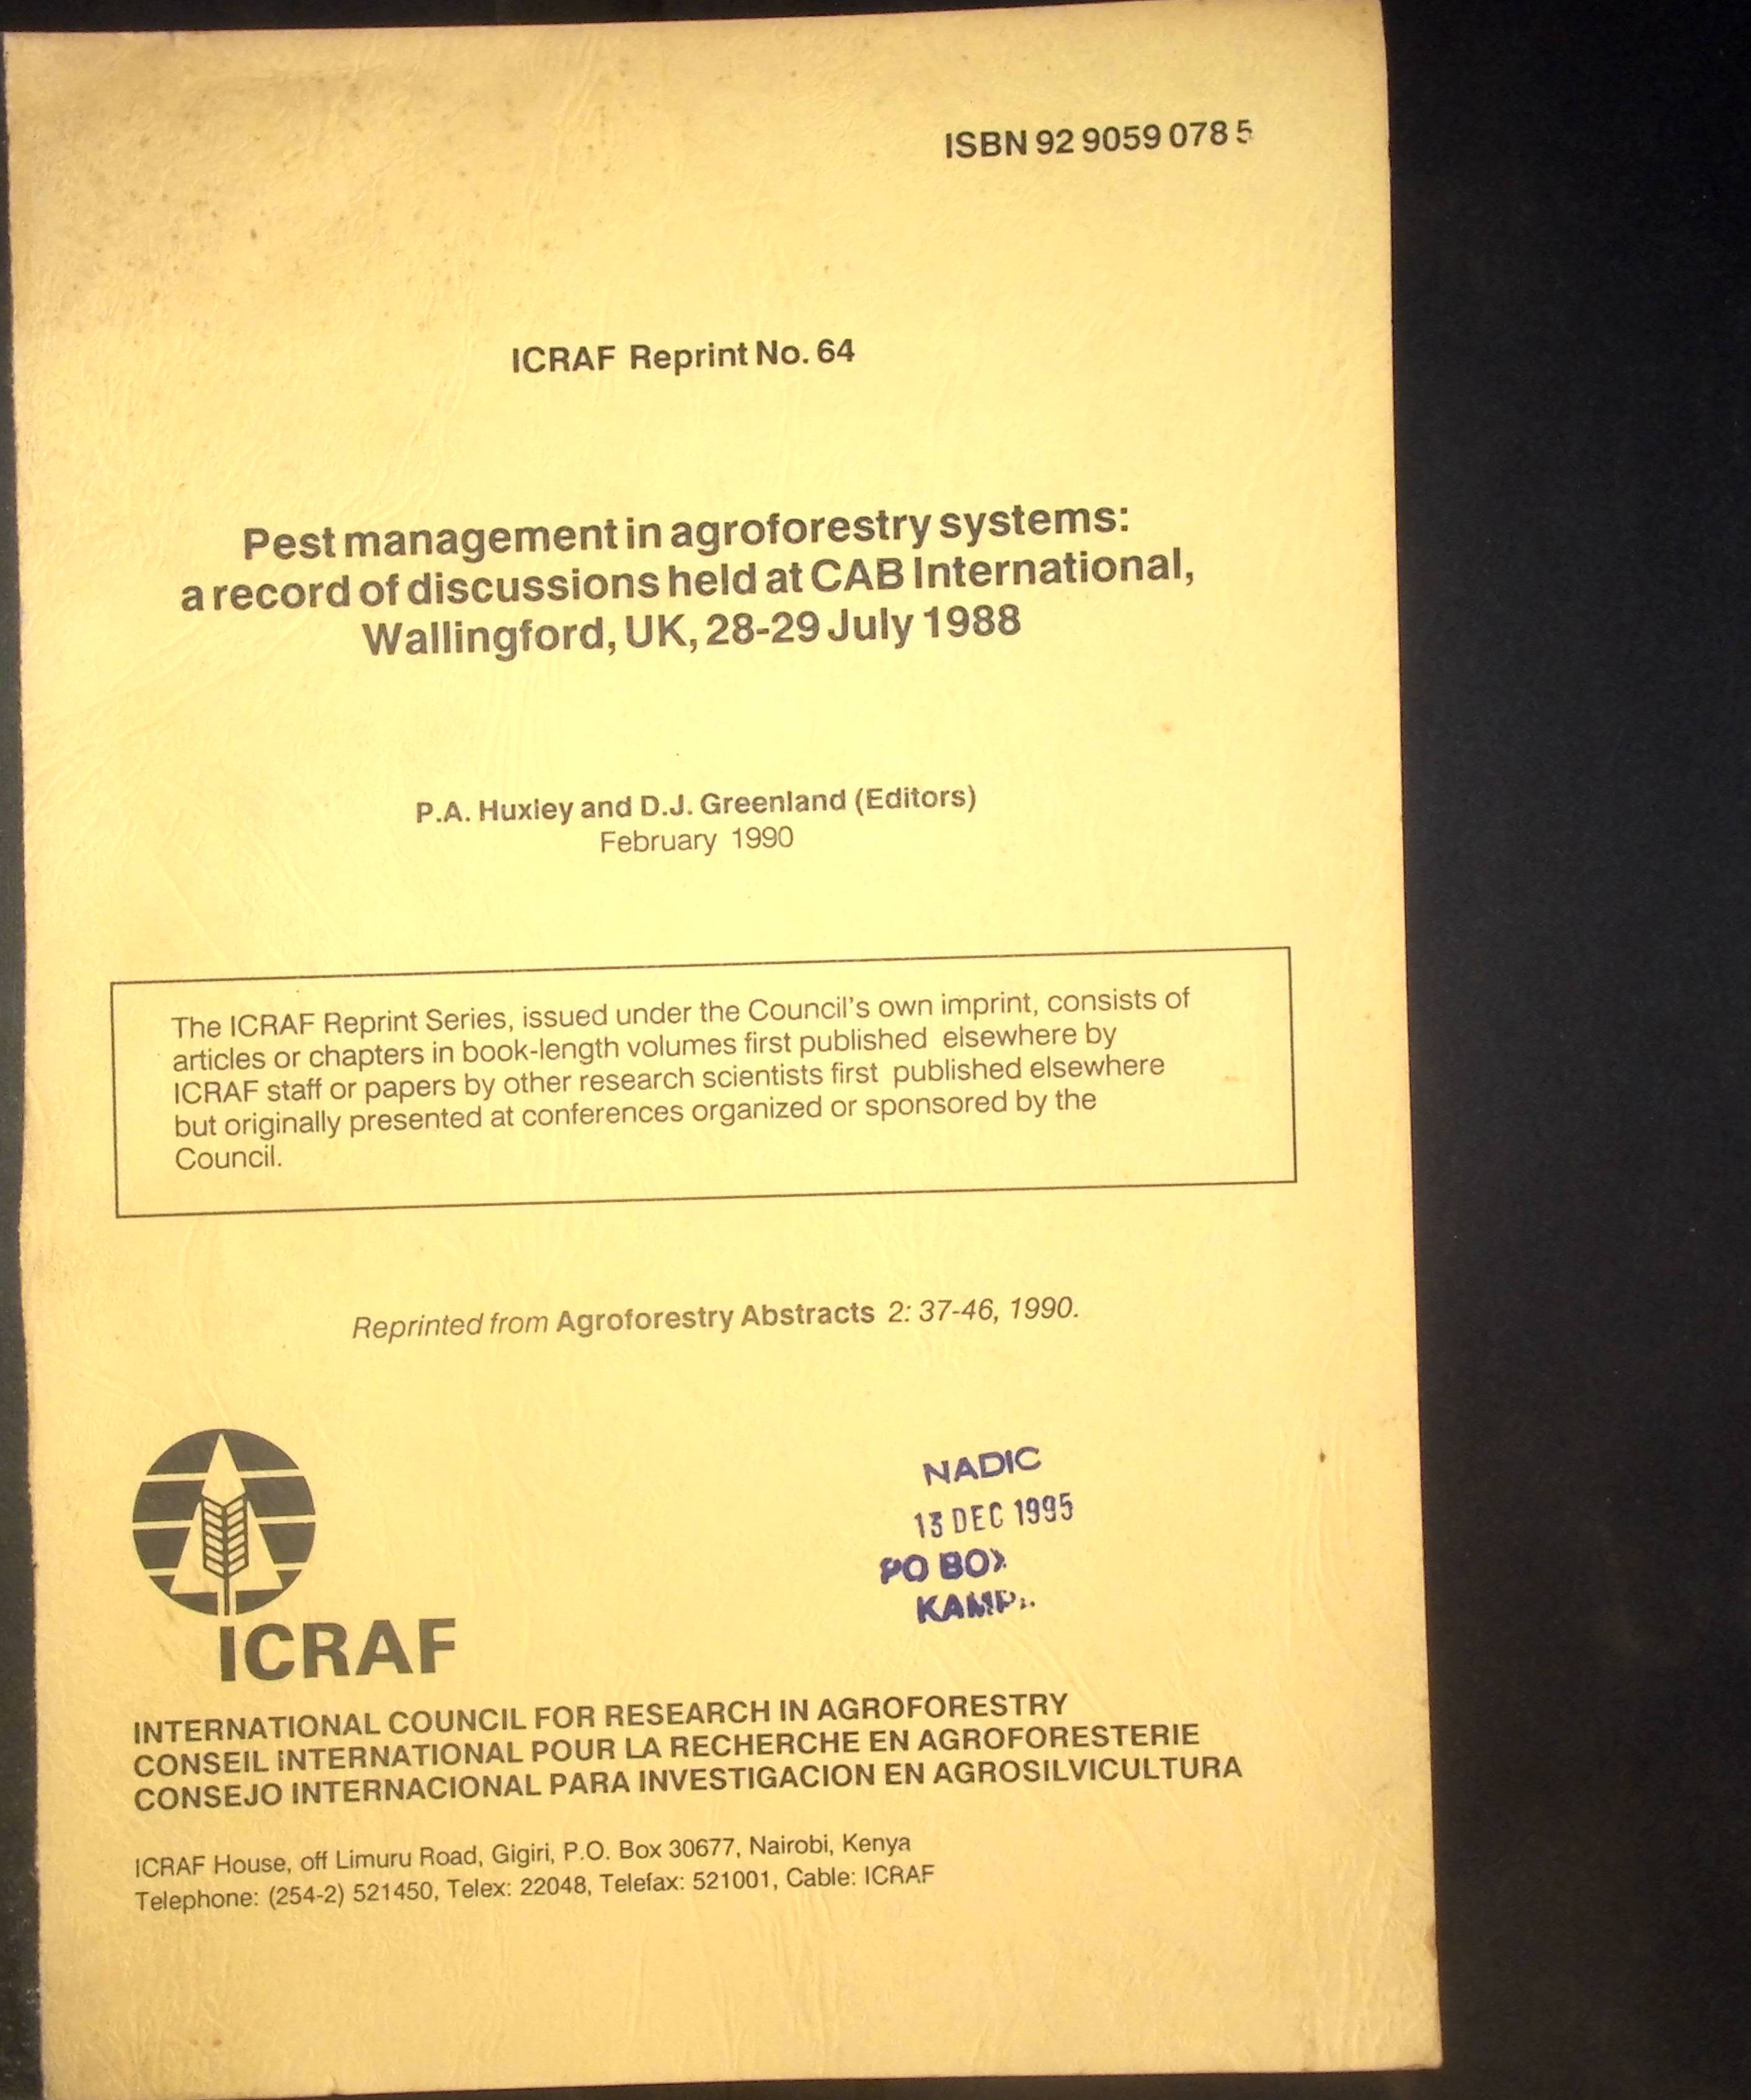 ISBN 92 9059 078 5
ICRAF Reprint No. 64
Pest management in agroforestry systems:
a record of discussions held at CAB International,
Wallingford, UK, 28-29 July 1988
P.A. Huxley and D.J. Greenland (Editors)
February 1990
The ICRAF Reprint Series, issued under the Council's own imprint, consists of
articles or chapters in book-length volumes first published elsewhere by
ICRAF staff or papers by other research scientists first published elsewhere
but originally presented at conferences organized or sponsored by the
Council.
Reprinted from Agroforestry Abstracts 2: 37-46, 1990.
NADIC
13 DEC 1995
PO BOX
ICRAF
INTERNATIONAL COUNCIL FOR RESEARCH IN AGROFORESTRY
CONSEIL INTERNATIONAL POUR LA RECHERCHE EN AGROFORESTERIE
CONSEJO INTERNACIONAL PARA INVESTIGACION EN AGROSILVICULTURA
ICRAF House, off Limuru Road, Gigiri, P.O. Box 30677, Nairobi, Kenya
Telephone: (254-2) 521450, Telex: 22048, Telefax: 521001, Cable: ICRAF